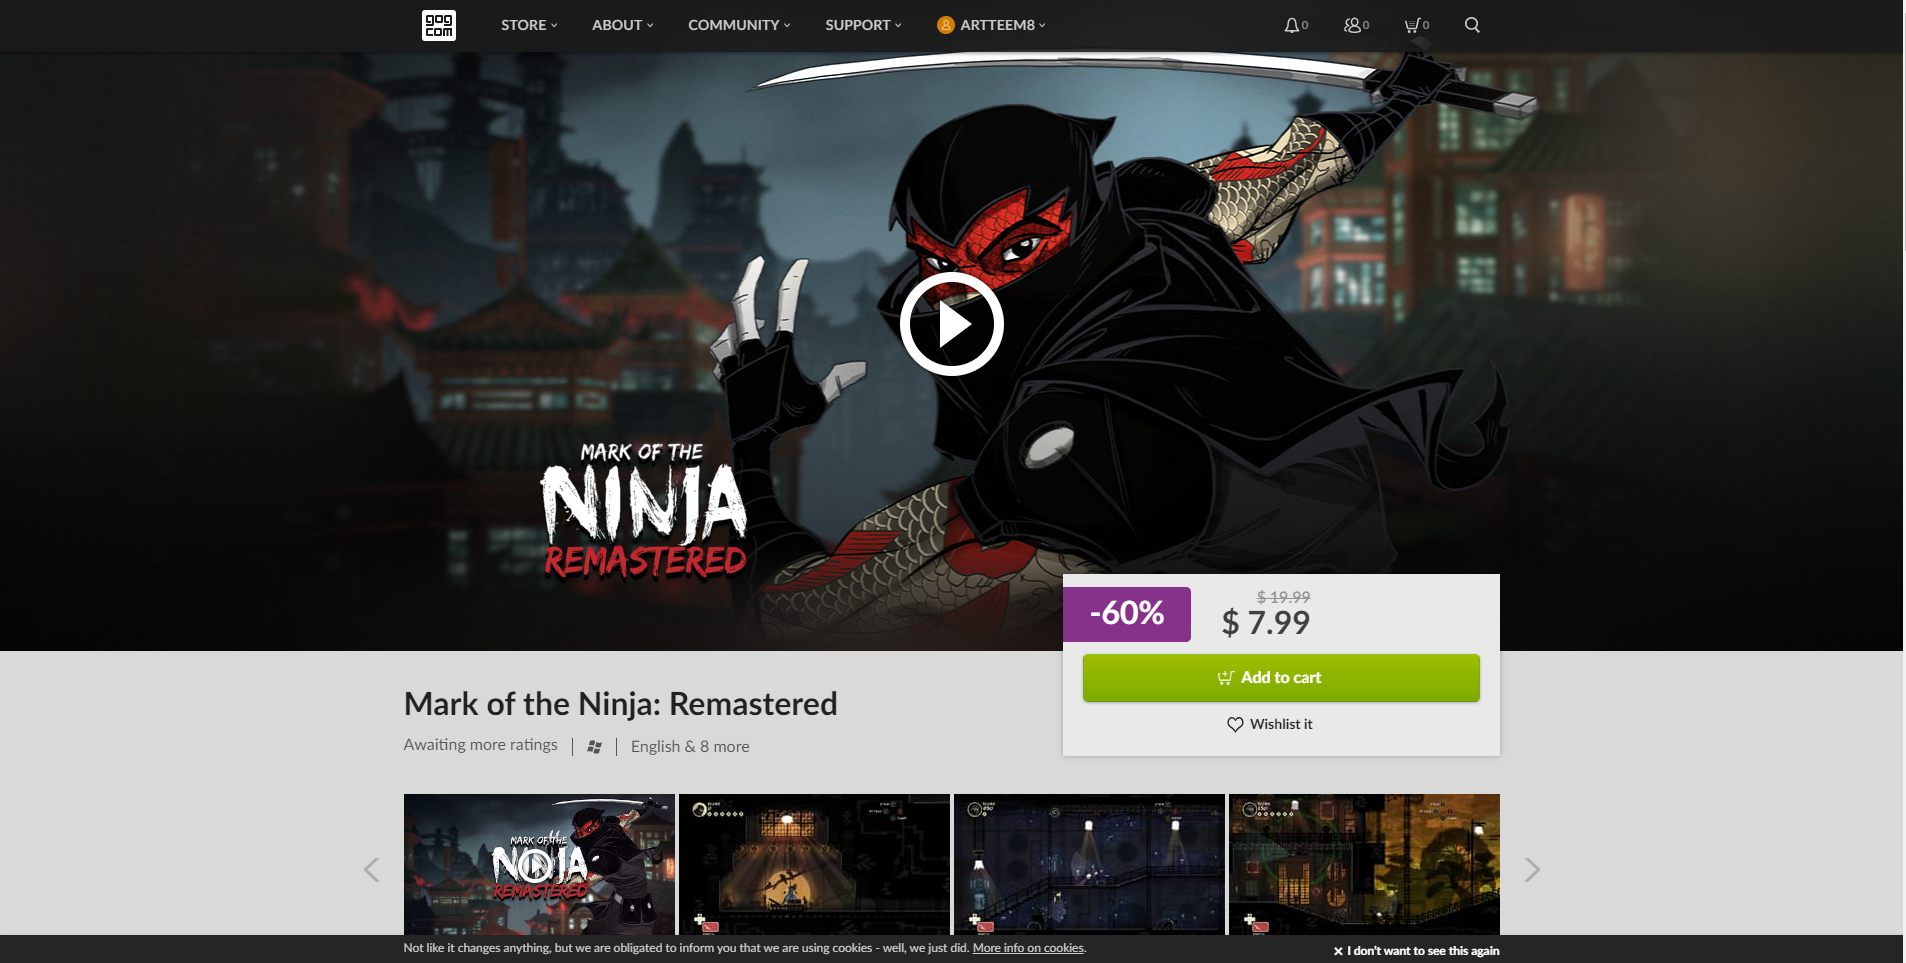 gog
com
STORE
ABOUT
COMMUNITY
SUPPORT
ARTTEEM8
0
0
0
MARK OF THE
NINJA
REMASTERED
-60%
$ 19.99
$ 7.99
Add to cart
Wishlist it
Mark of the Ninja: Remastered
Awaiting more ratings
English & 8 more
MARK OF THE
NINJA
REMASTERED
Not like it changes anything, but we are obligated to inform you that we are using cookies - well, we just did. More info on cookies.
I don't want to see this again